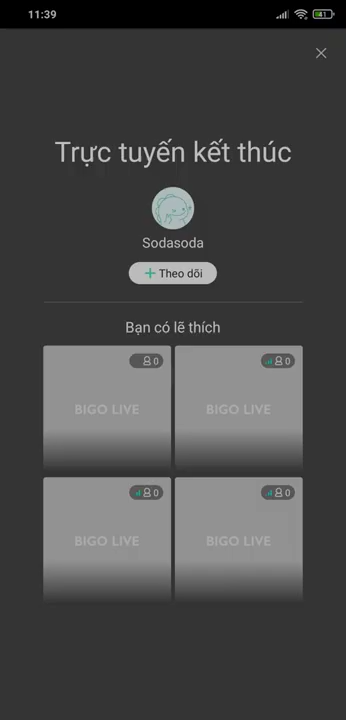 11:39
41
Trực tuyến kết thúc
Sodasoda
Theo dõi
Bạn có lẽ thích
0
0
BIGO LIVE
BIGO LIVE
0
0
BIGO LIVE
BIGO LIVE